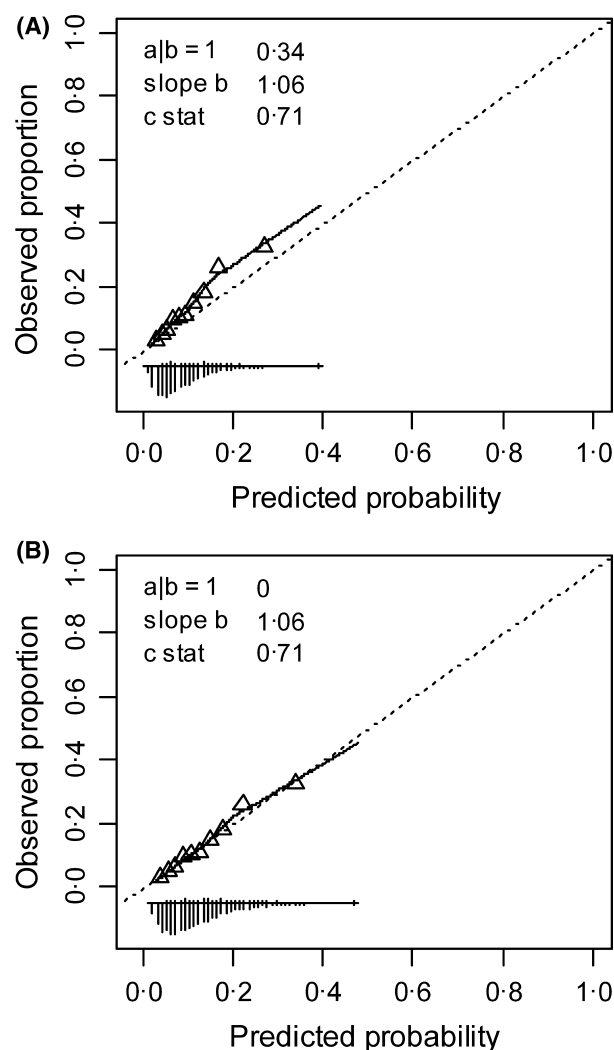 (A)
a|b = 1 0·34
slope b 1·06
c stat 0·71
Observed proportion
0·0 0·2 0·4 0·6 0·8 1·0
0·0 0·2 0·4 0·6 0·8 1·0
Predicted probability
(B)
a|b = 1 0
slope b 1·06
c stat 0·71
Observed proportion
0·0 0·2 0·4 0·6 0·8 1·0
0·0 0·2 0·4 0·6 0·8 1·0
Predicted probability